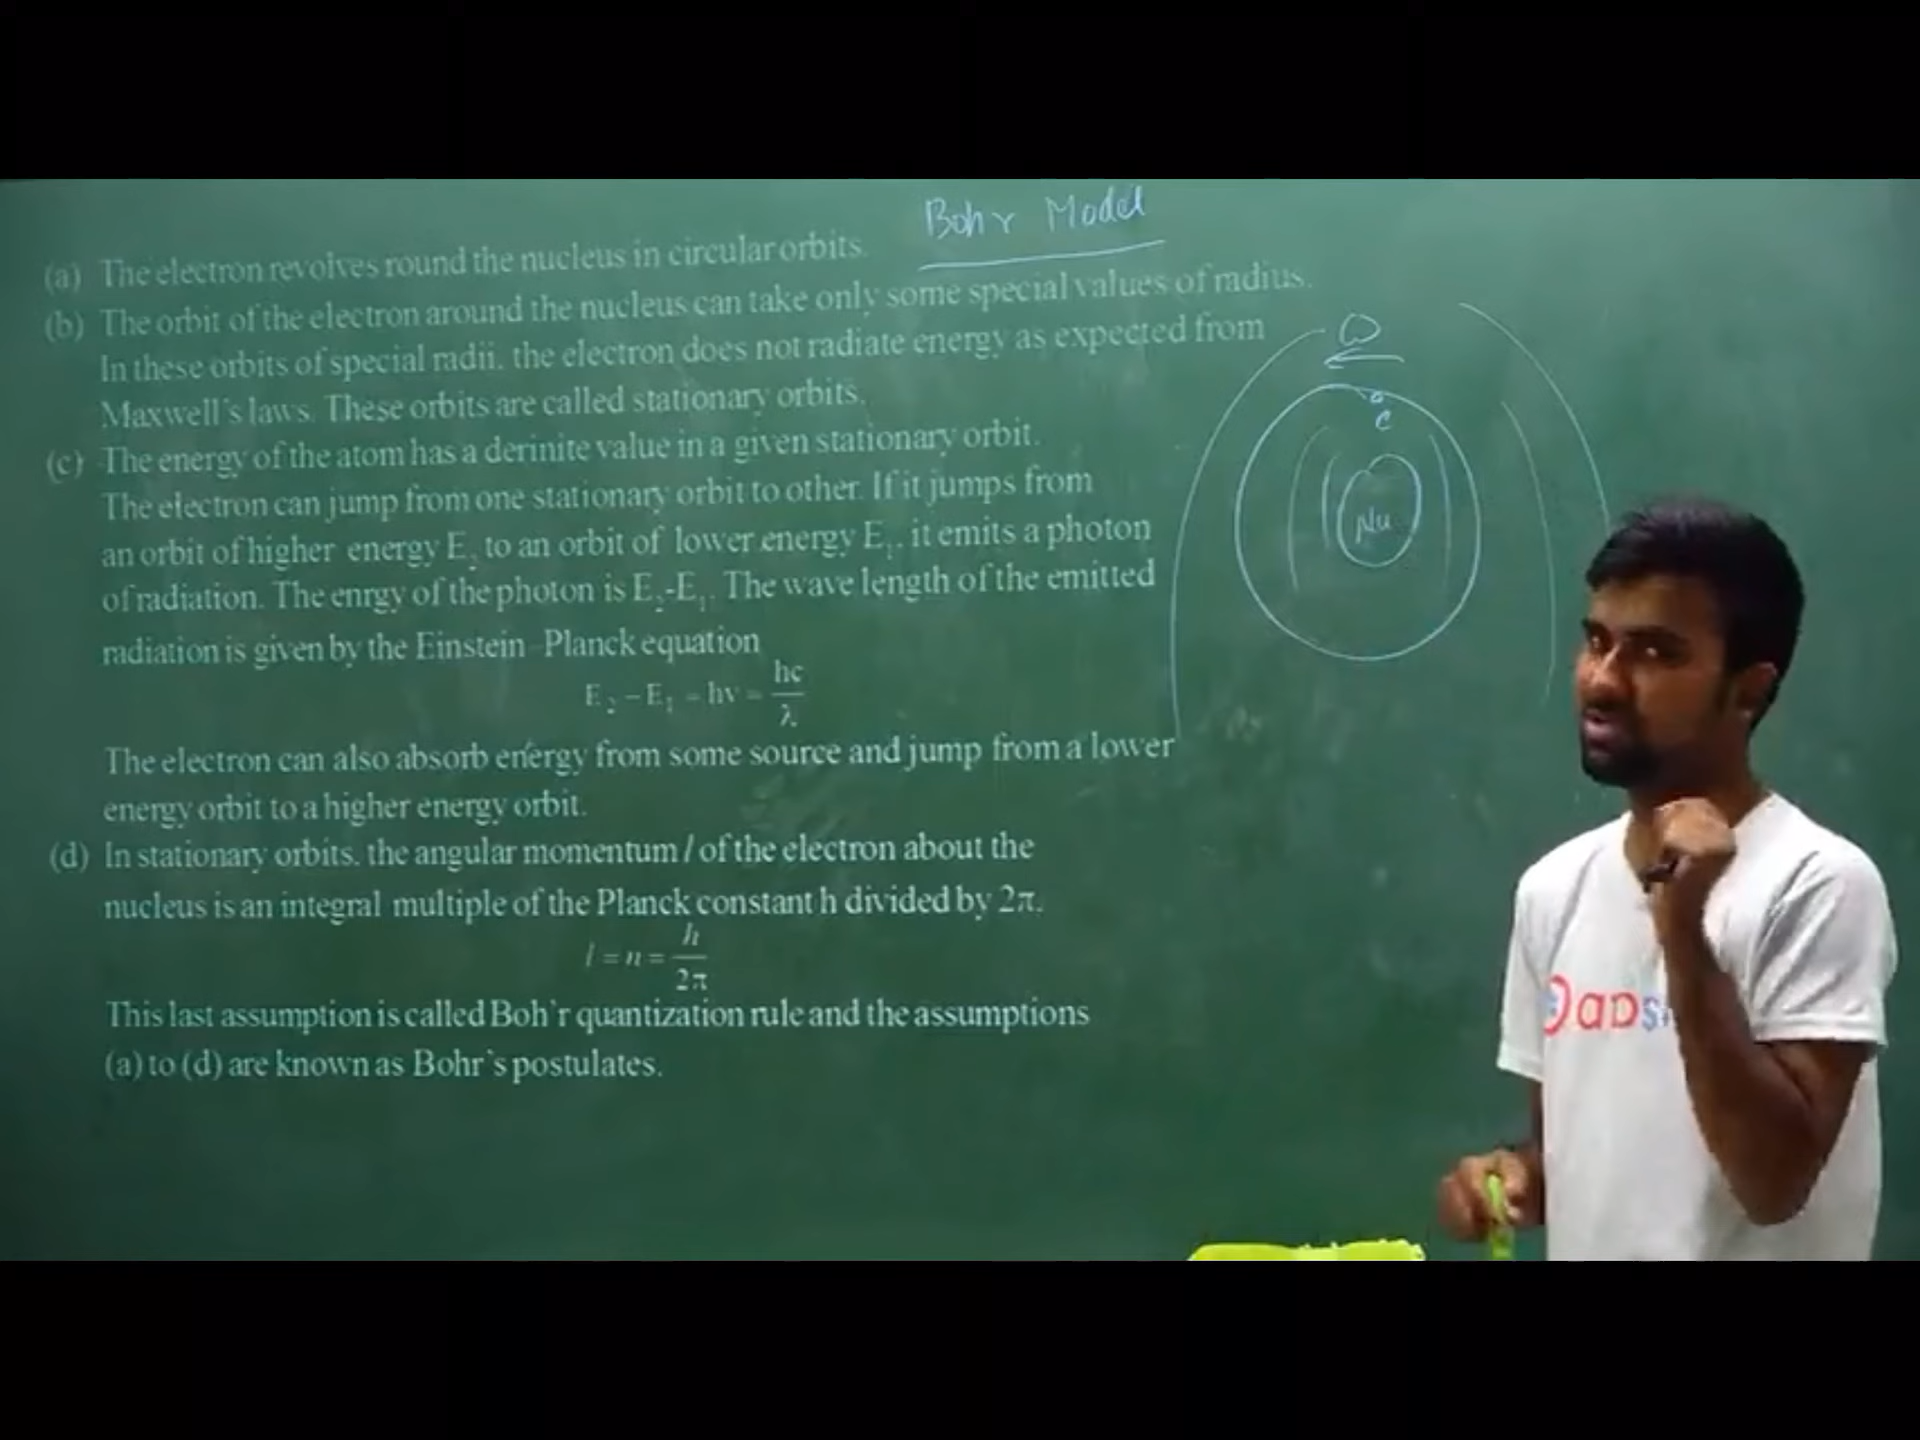 Bohr Model
(a) The electron revolves round the nucleus in circular orbits.
(b) The orbit of the electron around the nucleus can take only some special values of radius.
In these orbits of special radii, the electron does not radiate energy as expected from
Maxwell's laws. These orbits are called stationary orbits.
(c) The energy of the atom has a derinite value in a given stationary orbit.
The electron can jump from one stationary orbit to other. If it jumps from
an orbit of higher energy E₂ to an orbit of lower energy E₁, it emits a photon
of radiation. The enrgy of the photon is E₂-E₁. The wave length of the emitted
radiation is given by the Einstein-Planck equation
E₂ – E₁ = hν = hc/λ
The electron can also absorb energy from some source and jump from a lower
energy orbit to a higher energy orbit.
(d) In stationary orbits, the angular momentum l of the electron about the
nucleus is an integral multiple of the Planck constant h divided by 2π.
l = n = h/2π
This last assumption is called Boh'r quantization rule and the assumptions
(a) to (d) are known as Bohr's postulates.
e
Nu